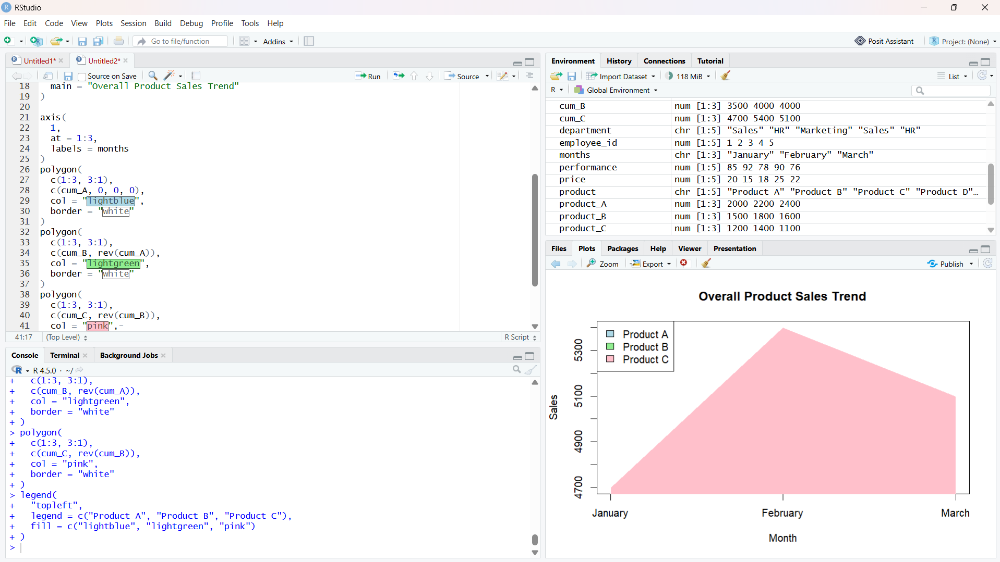 RStudio
File Edit Code View Plots Session Build Debug Profile Tools Help
Go to file/function Addins Posit Assistant Project: (None)
Untitled1* Untitled2*
Source on Save Run Source
18 main = "Overall Product Sales Trend"
19 )
20
21 axis(
22 1,
23 at = 1:3,
24 labels = months
25 )
26 polygon(
27 c(1:3, 3:1),
28 c(cum_A, 0, 0, 0),
29 col = "lightblue",
30 border = "white"
31 )
32 polygon(
33 c(1:3, 3:1),
34 c(cum_B, rev(cum_A)),
35 col = "lightgreen",
36 border = "white"
37 )
38 polygon(
39 c(1:3, 3:1),
40 c(cum_C, rev(cum_B)),
41 col = "pink",-
41:17 (Top Level) R Script
Console Terminal Background Jobs
R 4.5.0 · ~/
+ c(1:3, 3:1),
+ c(cum_B, rev(cum_A)),
+ col = "lightgreen",
+ border = "white"
+ )
> polygon(
+ c(1:3, 3:1),
+ c(cum_C, rev(cum_B)),
+ col = "pink",
+ border = "white"
+ )
> legend(
+ "topleft",
+ legend = c("Product A", "Product B", "Product C"),
+ fill = c("lightblue", "lightgreen", "pink")
+ )
>
Environment History Connections Tutorial
Import Dataset 118 MiB List
R Global Environment
cum_B num [1:3] 3500 4000 4000
cum_C num [1:3] 4700 5400 5100
department chr [1:5] "Sales" "HR" "Marketing" "Sales" "HR"
employee_id num [1:5] 1 2 3 4 5
months chr [1:3] "January" "February" "March"
performance num [1:5] 85 92 78 90 76
price num [1:5] 20 15 18 25 22
product chr [1:5] "Product A" "Product B" "Product C" "Product D"…
product_A num [1:3] 2000 2200 2400
product_B num [1:3] 1500 1800 1600
product_C num [1:3] 1200 1400 1100
Files Plots Packages Help Viewer Presentation
Zoom Export Publish
Overall Product Sales Trend
Product A
Product B
Product C
Sales
5300
5100
4900
4700
January February March
Month